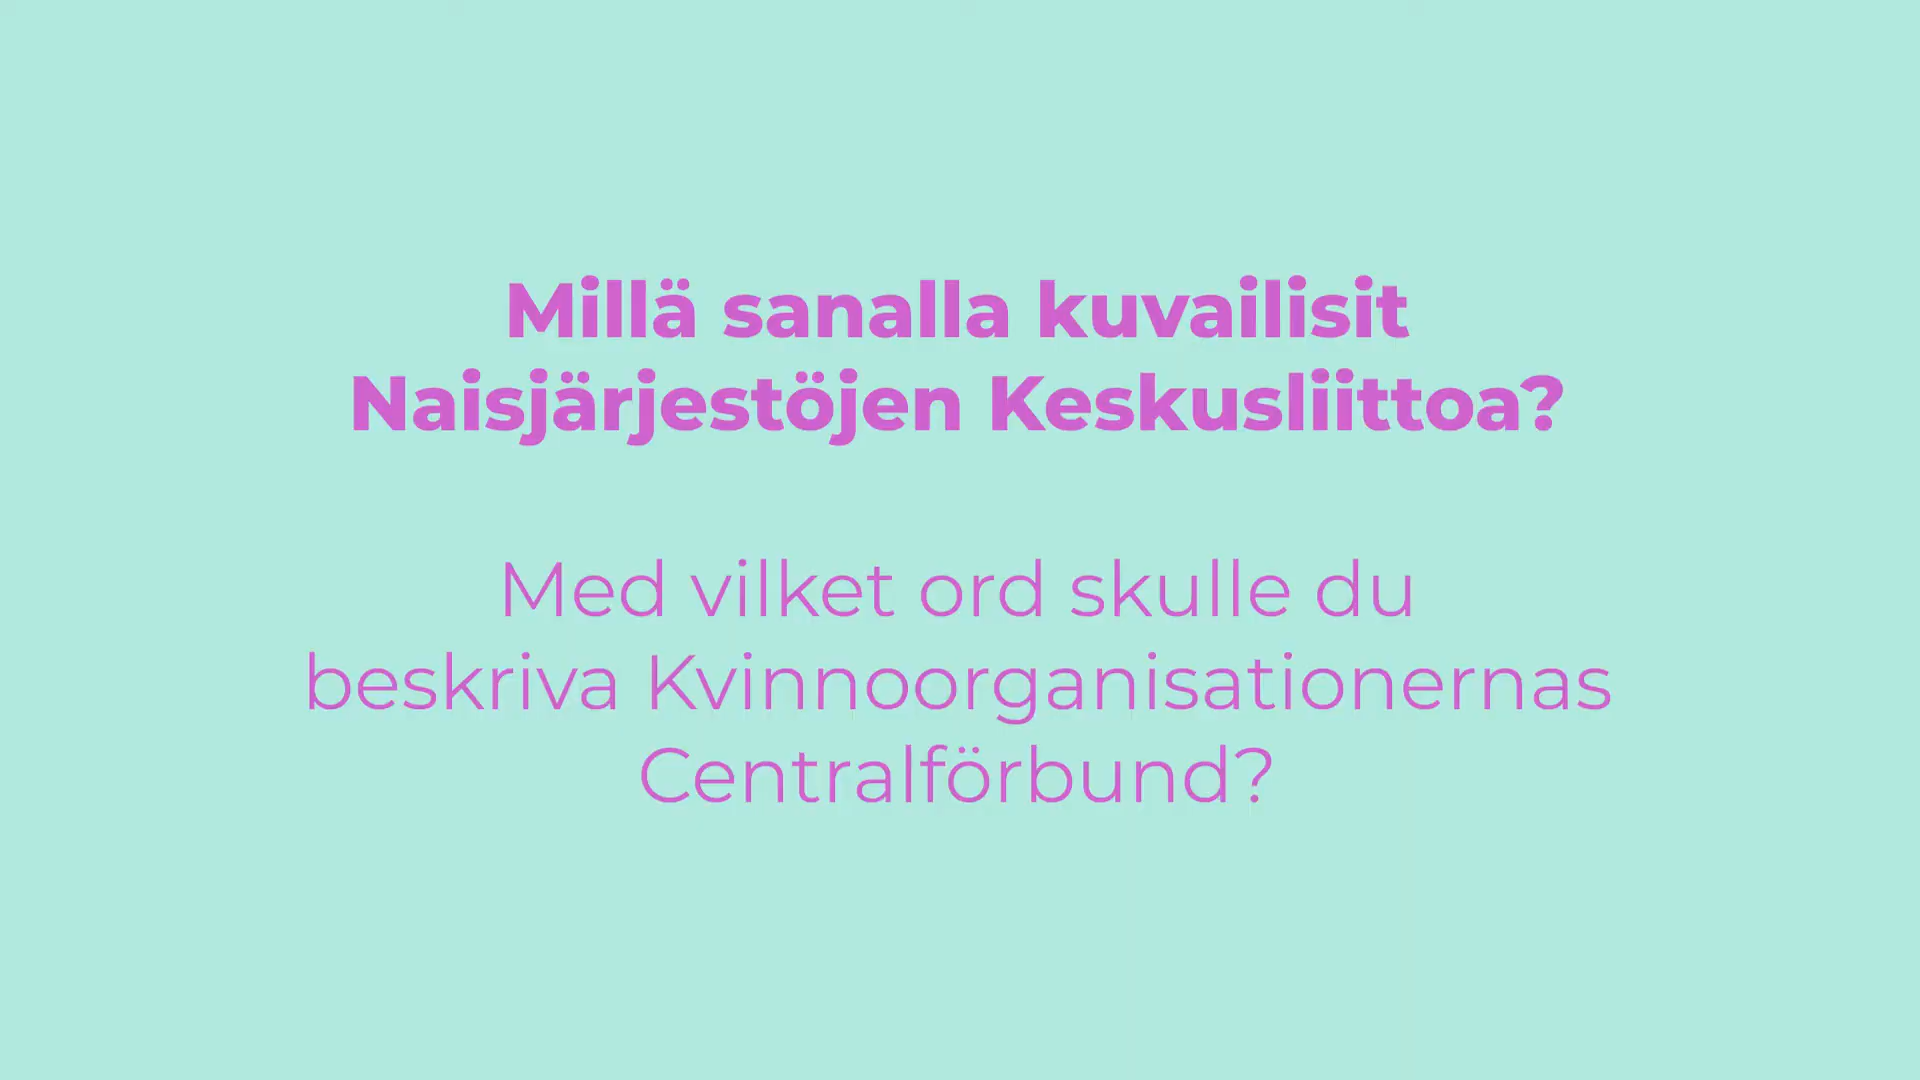 Millä sanalla kuvailisit
Naisjärjestöjen Keskusliittoa?
Med vilket ord skulle du
beskriva Kvinnoorganisationernas
Centralförbund?